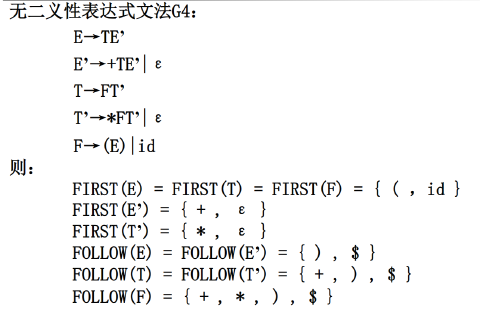 无二义性表达式文法G4：
E→TE’
E’→+TE’|ε
T→FT’
T’→*FT’|ε
F→(E)|id
则：
FIRST(E) = FIRST(T) = FIRST(F) = { ( , id }
FIRST(E’) = { + , ε }
FIRST(T’) = { * , ε }
FOLLOW(E) = FOLLOW(E’) = { ) , $ }
FOLLOW(T) = FOLLOW(T’) = { + , ) , $ }
FOLLOW(F) = { + , * , ) , $ }